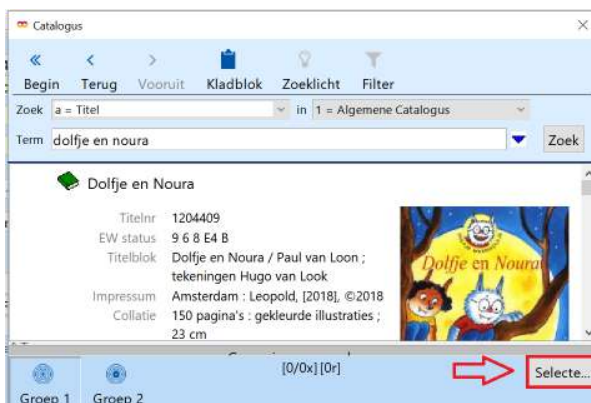 Catalogus
Begin Terug Vooruit Kladblok Zoeklicht Filter
Zoek a = Titel in 1 = Algemene Catalogus
Term dolfje en noura Zoek
Dolfje en Noura
Titelnr 1204409
EW status 9 6 8 E4 B
Titelblok Dolfje en Noura / Paul van Loon ;
tekeningen Hugo van Look
Impressum Amsterdam : Leopold, [2018], ©2018
Collatie 150 pagina's : gekleurde illustraties ;
23 cm
Dolfje en Noura
[0/0x] [0r] Selecte...
Groep 1 Groep 2